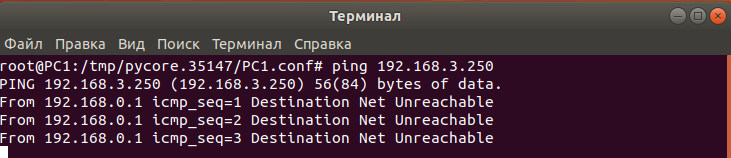 Терминал
Файл Правка Вид Поиск Терминал Справка
root@PC1:/tmp/pycore.35147/PC1.conf# ping 192.168.3.250
PING 192.168.3.250 (192.168.3.250) 56(84) bytes of data.
From 192.168.0.1 icmp_seq=1 Destination Net Unreachable
From 192.168.0.1 icmp_seq=2 Destination Net Unreachable
From 192.168.0.1 icmp_seq=3 Destination Net Unreachable